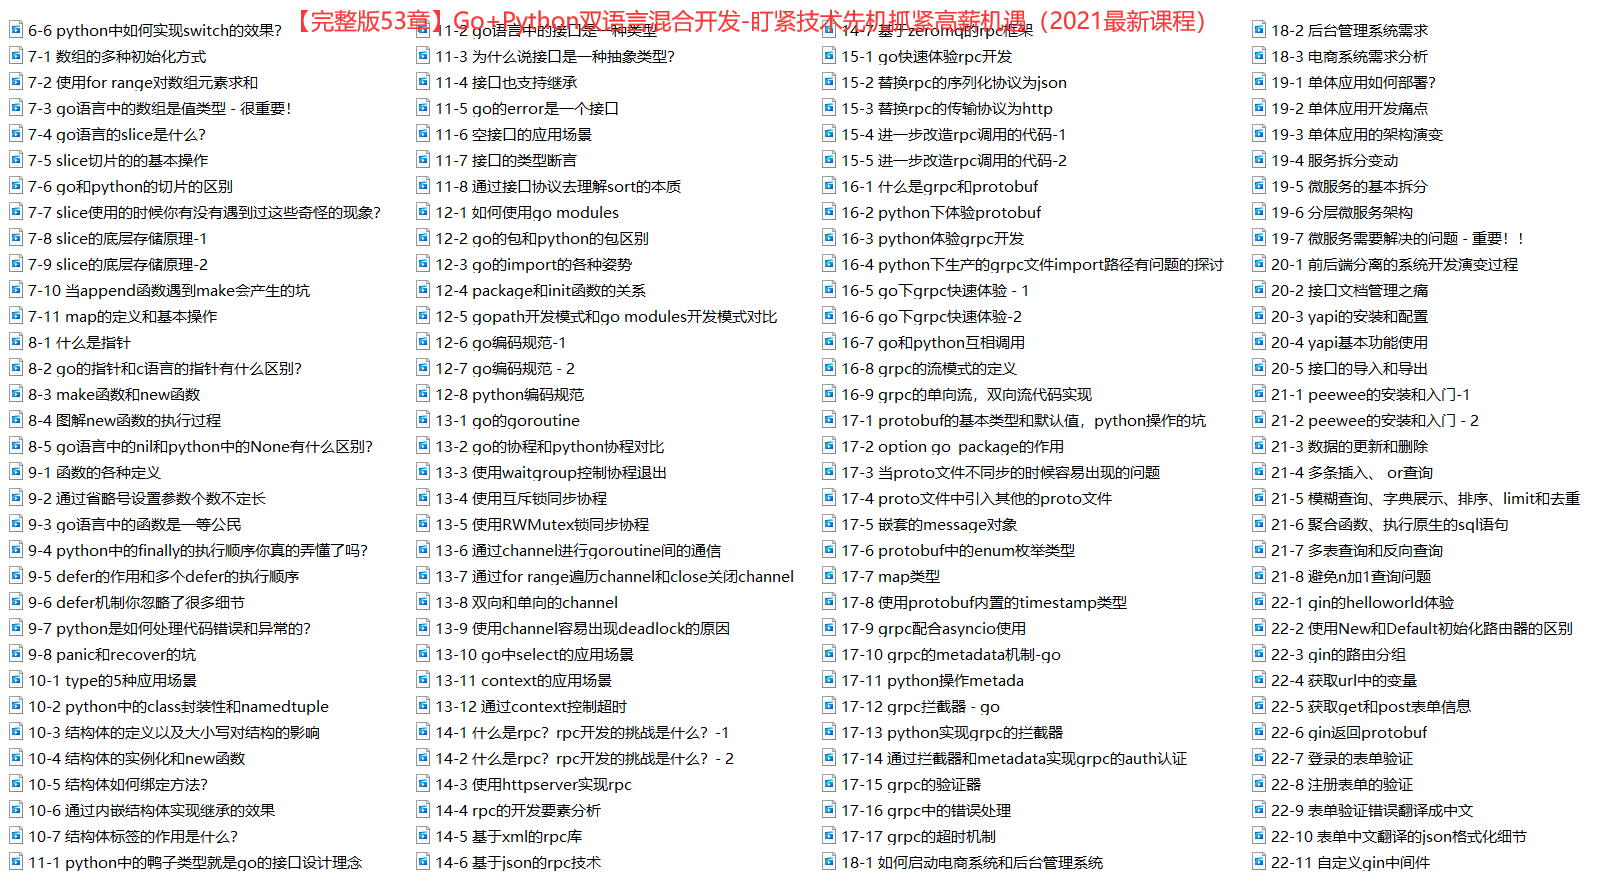 【完整版53章】Go+Python双语言混合开发-盯紧技术先机抓紧高薪机遇（2021最新课程）
6-6 python中如何实现switch的效果？
7-1 数组的多种初始化方式
7-2 使用for range对数组元素求和
7-3 go语言中的数组是值类型 - 很重要！
7-4 go语言的slice是什么？
7-5 slice切片的的基本操作
7-6 go和python的切片的区别
7-7 slice使用的时候你有没有遇到过这些奇怪的现象？
7-8 slice的底层存储原理-1
7-9 slice的底层存储原理-2
7-10 当append函数遇到make会产生的坑
7-11 map的定义和基本操作
8-1 什么是指针
8-2 go的指针和c语言的指针有什么区别？
8-3 make函数和new函数
8-4 图解new函数的执行过程
8-5 go语言中的nil和python中的None有什么区别？
9-1 函数的各种定义
9-2 通过省略号设置参数个数不定长
9-3 go语言中的函数是一等公民
9-4 python中的finally的执行顺序你真的弄懂了吗？
9-5 defer的作用和多个defer的执行顺序
9-6 defer机制你忽略了很多细节
9-7 python是如何处理代码错误和异常的？
9-8 panic和recover的坑
10-1 type的5种应用场景
10-2 python中的class封装性和namedtuple
10-3 结构体的定义以及大小写对结构的影响
10-4 结构体的实例化和new函数
10-5 结构体如何绑定方法？
10-6 通过内嵌结构体实现继承的效果
10-7 结构体标签的作用是什么？
11-1 python中的鸭子类型就是go的接口设计理念
11-2 go语言中的接口是一种类型
11-3 为什么说接口是一种抽象类型？
11-4 接口也支持继承
11-5 go的error是一个接口
11-6 空接口的应用场景
11-7 接口的类型断言
11-8 通过接口协议去理解sort的本质
12-1 如何使用go modules
12-2 go的包和python的包区别
12-3 go的import的各种姿势
12-4 package和init函数的关系
12-5 gopath开发模式和go modules开发模式对比
12-6 go编码规范-1
12-7 go编码规范 - 2
12-8 python编码规范
13-1 go的goroutine
13-2 go的协程和python协程对比
13-3 使用waitgroup控制协程退出
13-4 使用互斥锁同步协程
13-5 使用RWMutex锁同步协程
13-6 通过channel进行goroutine间的通信
13-7 通过for range遍历channel和close关闭channel
13-8 双向和单向的channel
13-9 使用channel容易出现deadlock的原因
13-10 go中select的应用场景
13-11 context的应用场景
13-12 通过context控制超时
14-1 什么是rpc？rpc开发的挑战是什么？-1
14-2 什么是rpc？rpc开发的挑战是什么？- 2
14-3 使用httpserver实现rpc
14-4 rpc的开发要素分析
14-5 基于xml的rpc库
14-6 基于json的rpc技术
14-7 基于zeromq的rpc框架
15-1 go快速体验rpc开发
15-2 替换rpc的序列化协议为json
15-3 替换rpc的传输协议为http
15-4 进一步改造rpc调用的代码-1
15-5 进一步改造rpc调用的代码-2
16-1 什么是grpc和protobuf
16-2 python下体验protobuf
16-3 python体验grpc开发
16-4 python下生产的grpc文件import路径有问题的探讨
16-5 go下grpc快速体验 - 1
16-6 go下grpc快速体验-2
16-7 go和python互相调用
16-8 grpc的流模式的定义
16-9 grpc的单向流，双向流代码实现
17-1 protobuf的基本类型和默认值，python操作的坑
17-2 option go  package的作用
17-3 当proto文件不同步的时候容易出现的问题
17-4 proto文件中引入其他的proto文件
17-5 嵌套的message对象
17-6 protobuf中的enum枚举类型
17-7 map类型
17-8 使用protobuf内置的timestamp类型
17-9 grpc配合asyncio使用
17-10 grpc的metadata机制-go
17-11 python操作metada
17-12 grpc拦截器 - go
17-13 python实现grpc的拦截器
17-14 通过拦截器和metadata实现grpc的auth认证
17-15 grpc的验证器
17-16 grpc中的错误处理
17-17 grpc的超时机制
18-1 如何启动电商系统和后台管理系统
18-2 后台管理系统需求
18-3 电商系统需求分析
19-1 单体应用如何部署？
19-2 单体应用开发痛点
19-3 单体应用的架构演变
19-4 服务拆分变动
19-5 微服务的基本拆分
19-6 分层微服务架构
19-7 微服务需要解决的问题 - 重要！！
20-1 前后端分离的系统开发演变过程
20-2 接口文档管理之痛
20-3 yapi的安装和配置
20-4 yapi基本功能使用
20-5 接口的导入和导出
21-1 peewee的安装和入门-1
21-2 peewee的安装和入门 - 2
21-3 数据的更新和删除
21-4 多条插入、 or查询
21-5 模糊查询、字典展示、排序、limit和去重
21-6 聚合函数、执行原生的sql语句
21-7 多表查询和反向查询
21-8 避免n加1查询问题
22-1 gin的helloworld体验
22-2 使用New和Default初始化路由器的区别
22-3 gin的路由分组
22-4 获取url中的变量
22-5 获取get和post表单信息
22-6 gin返回protobuf
22-7 登录的表单验证
22-8 注册表单的验证
22-9 表单验证错误翻译成中文
22-10 表单中文翻译的json格式化细节
22-11 自定义gin中间件